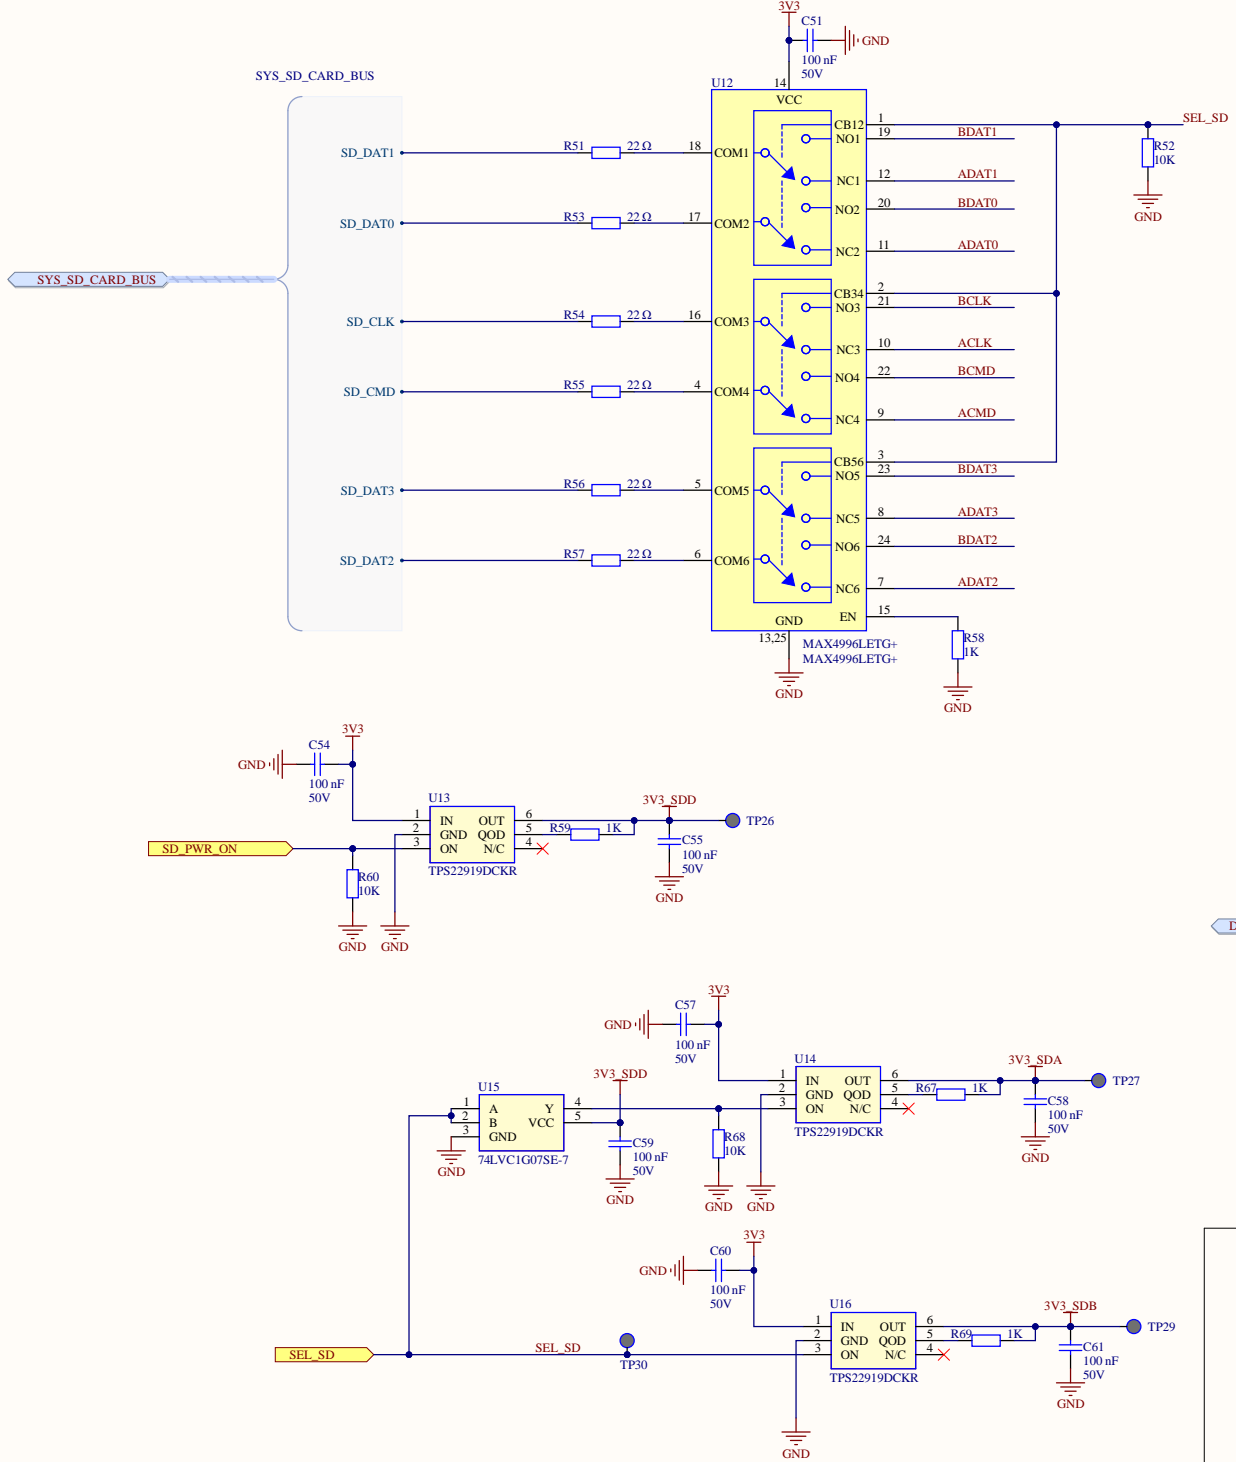 3V3
C51
GND
100 nF
50V
SYS_SD_CARD_BUS
U12
14
VCC
CB12
1
SEL_SD
NO1
19
BDAT1
R52
10K
GND
SD_DAT1
R51
22 Ω
18
COM1
NC1
12
ADAT1
NO2
20
BDAT0
SD_DAT0
R53
22 Ω
17
COM2
NC2
11
ADAT0
SYS_SD_CARD_BUS
CB34
2
NO3
21
BCLK
SD_CLK
R54
22 Ω
16
COM3
NC3
10
ACLK
NO4
22
BCMD
SD_CMD
R55
22 Ω
4
COM4
NC4
9
ACMD
CB56
3
NO5
23
BDAT3
SD_DAT3
R56
22 Ω
5
COM5
NC5
8
ADAT3
NO6
24
BDAT2
SD_DAT2
R57
22 Ω
6
COM6
NC6
7
ADAT2
EN
15
GND
13,25
MAX4996LETG+
MAX4996LETG+
R58
1K
GND
GND
3V3
C54
GND
100 nF
50V
U13
1
IN
OUT
6
2
GND
QOD
5
3
ON
N/C
4
TPS22919DCKR
R59
1K
3V3_SDD
TP26
C55
100 nF
50V
GND
SD_PWR_ON
R60
10K
GND
GND
D
3V3
C57
GND
100 nF
50V
U14
1
IN
OUT
6
2
GND
QOD
5
3
ON
N/C
4
TPS22919DCKR
R67
1K
3V3_SDA
TP27
C58
100 nF
50V
GND
U15
1
A
Y
4
2
B
VCC
5
3
GND
74LVC1G07SE-7
GND
3V3_SDD
C59
100 nF
50V
GND
R68
10K
GND
GND
3V3
C60
GND
100 nF
50V
U16
1
IN
OUT
6
2
GND
QOD
5
3
ON
N/C
4
TPS22919DCKR
R69
1K
3V3_SDB
TP29
C61
100 nF
50V
GND
SEL_SD
SEL_SD
TP30
GND